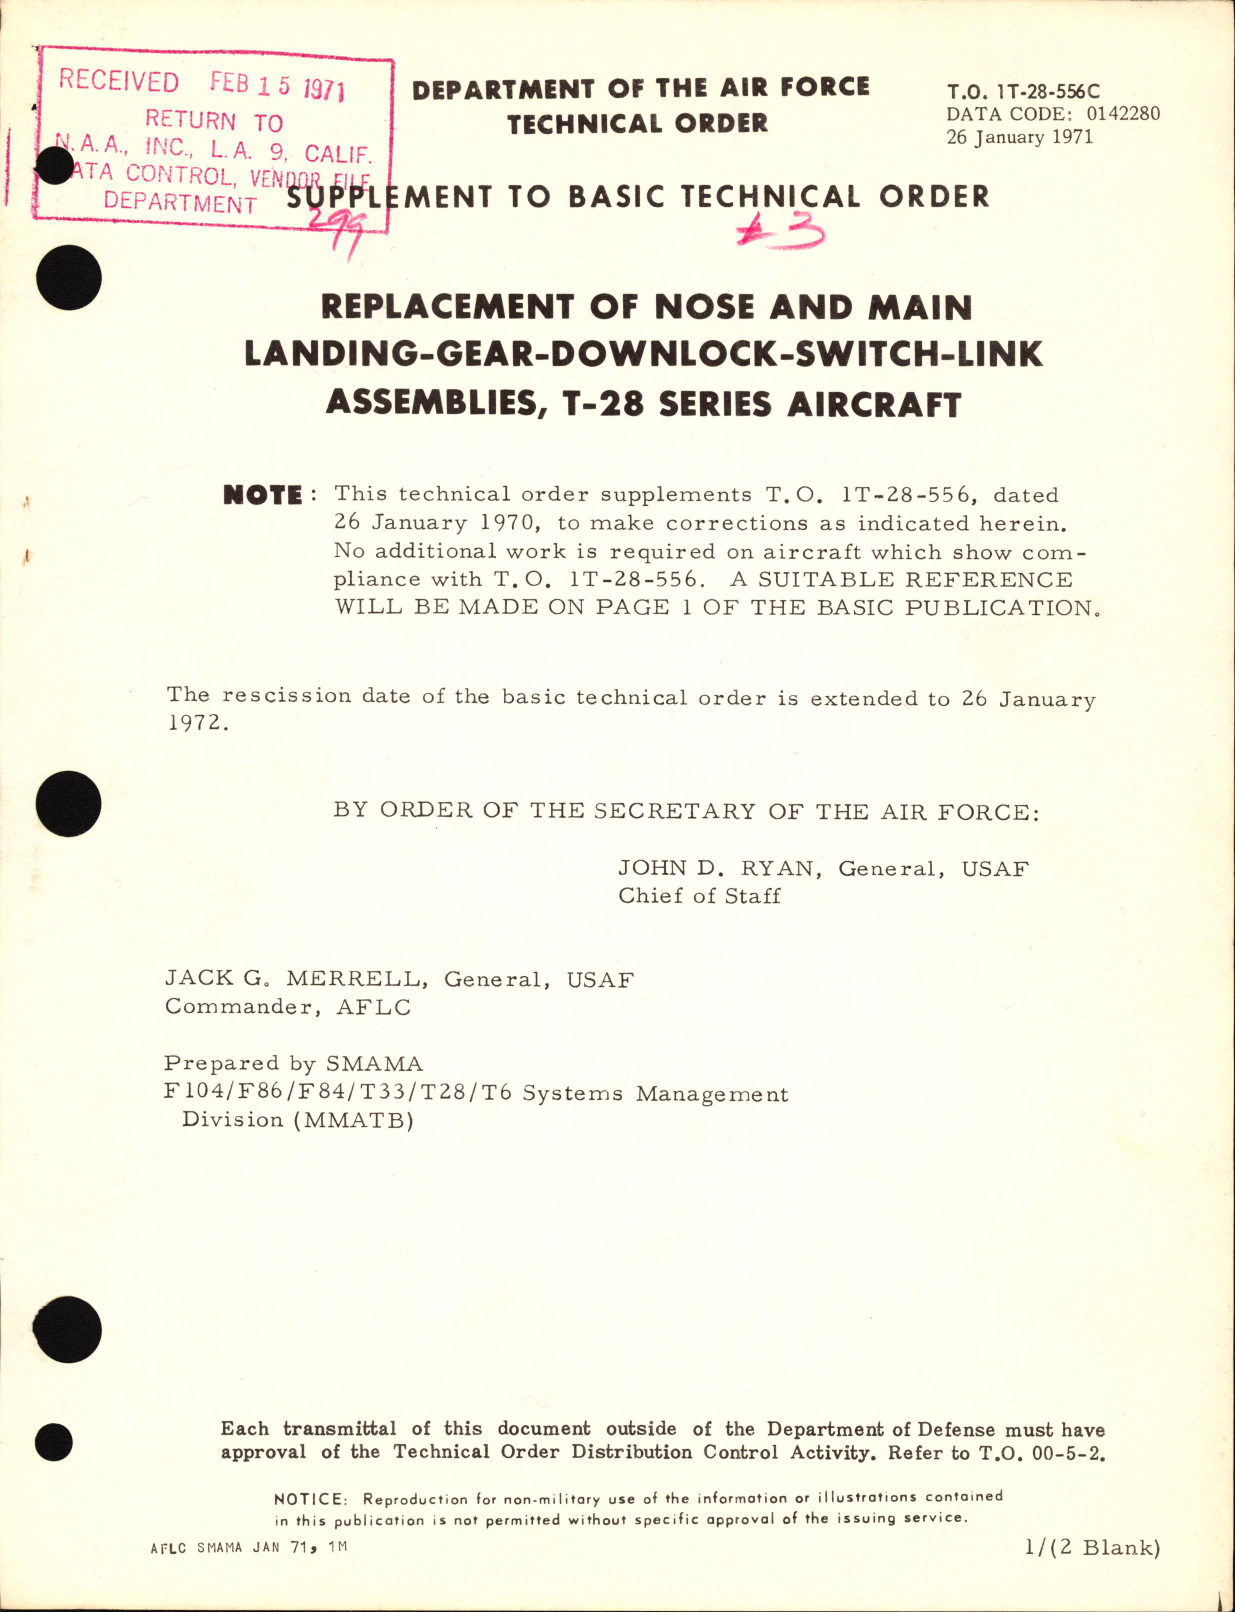 RECEIVED FEB 15 1971
RETURN TO
N.A.A., INC., L.A. 9, CALIF.
ATA CONTROL, VENDOR FILE
DEPARTMENT
299
DEPARTMENT OF THE AIR FORCE
TECHNICAL ORDER
T.O. 1T-28-556C
DATA CODE: 0142280
26 January 1971
SUPPLEMENT TO BASIC TECHNICAL ORDER
REPLACEMENT OF NOSE AND MAIN
LANDING-GEAR-DOWNLOCK-SWITCH-LINK
ASSEMBLIES, T-28 SERIES AIRCRAFT
NOTE: This technical order supplements T.O. 1T-28-556, dated
26 January 1970, to make corrections as indicated herein.
No additional work is required on aircraft which show com-
pliance with T.O. 1T-28-556. A SUITABLE REFERENCE
WILL BE MADE ON PAGE 1 OF THE BASIC PUBLICATION.
The rescission date of the basic technical order is extended to 26 January
1972.
BY ORDER OF THE SECRETARY OF THE AIR FORCE:
JOHN D. RYAN, General, USAF
Chief of Staff
JACK G. MERRELL, General, USAF
Commander, AFLC
Prepared by SMAMA
F104/F86/F84/T33/T28/T6 Systems Management
Division (MMATB)
Each transmittal of this document outside of the Department of Defense must have
approval of the Technical Order Distribution Control Activity. Refer to T.O. 00-5-2.
NOTICE: Reproduction for non-military use of the information or illustrations contained
in this publication is not permitted without specific approval of the issuing service.
AFLC SMAMA JAN 71, 1M
1/(2 Blank)